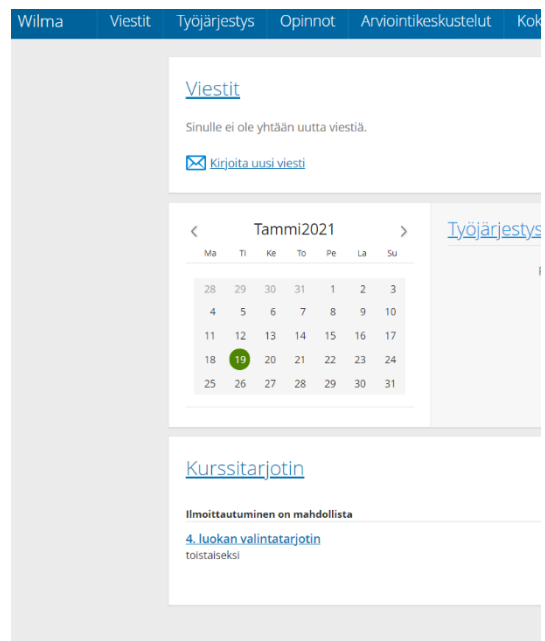 Wilma Viestit Työjärjestys Opinnot Arviointikeskustelut
Viestit
Sinulle ei ole yhtään uutta viestiä.
Kirjoita uusi viesti
< Tammi2021 >
Työjärjestys
Ma Ti Ke To Pe La Su
28 29 30 31 1 2 3
4 5 6 7 8 9 10
11 12 13 14 15 16 17
18 19 20 21 22 23 24
25 26 27 28 29 30 31
Kurssitarjotin
Ilmoittautuminen on mahdollista
4. luokan valintatarjotin
toistaiseksi